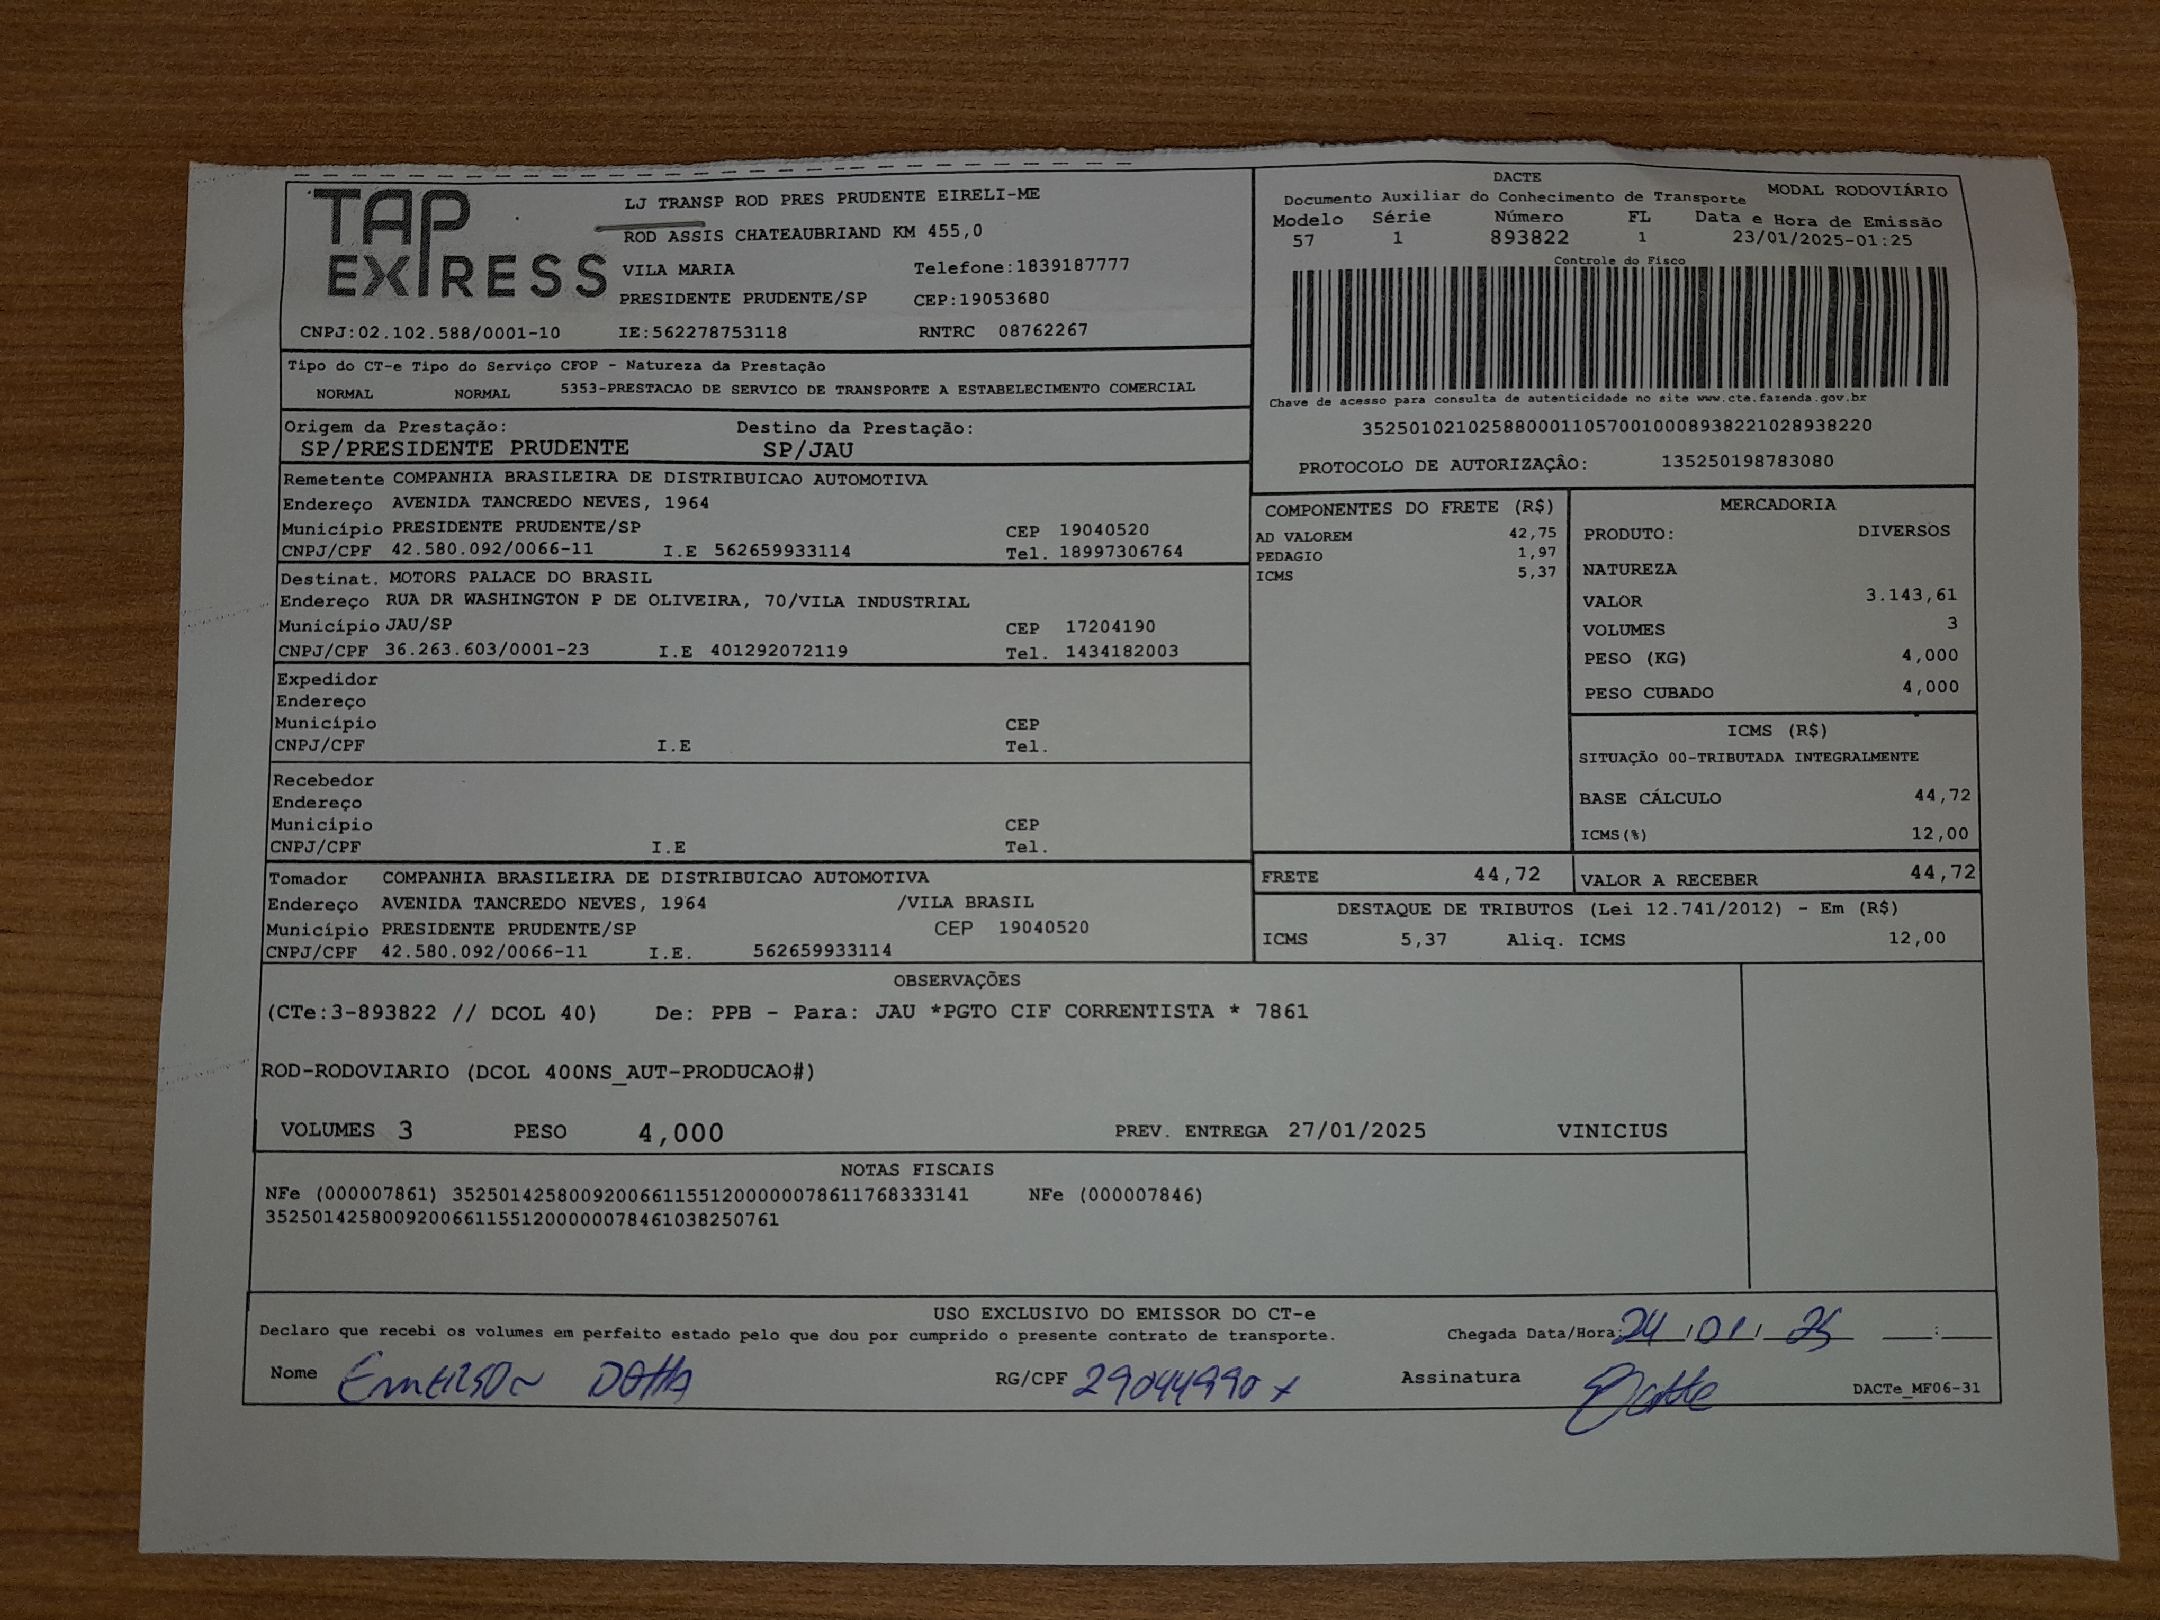 TAP
EXPRESS
LJ TRANSP ROD PRES PRUDENTE EIRELI-ME
ROD ASSIS CHATEAUBRIAND KM 455,0
VILA MARIA Telefone:1839187777
PRESIDENTE PRUDENTE/SP CEP:19053680
CNPJ:02.102.588/0001-10 IE:562278753118 RNTRC 08762267
DACTE
Documento Auxiliar do Conhecimento de Transporte MODAL RODOVIÁRIO
Modelo Série Número FL Data e Hora de Emissão
57 1 893822 1 23/01/2025-01:25
Controle do Fisco
Chave de acesso para consulta de autenticidade no site www.cte.fazenda.gov.br
35250102102588000110570010008938221028938220
PROTOCOLO DE AUTORIZAÇÂO: 135250198783080
Tipo do CT-e Tipo do Serviço CFOP - Natureza da Prestação
NORMAL NORMAL 5353-PRESTACAO DE SERVICO DE TRANSPORTE A ESTABELECIMENTO COMERCIAL
Origem da Prestação: Destino da Prestação:
SP/PRESIDENTE PRUDENTE SP/JAU
Remetente COMPANHIA BRASILEIRA DE DISTRIBUICAO AUTOMOTIVA
Endereço AVENIDA TANCREDO NEVES, 1964
Município PRESIDENTE PRUDENTE/SP CEP 19040520
CNPJ/CPF 42.580.092/0066-11 I.E 562659933114 Tel. 18997306764
Destinat. MOTORS PALACE DO BRASIL
Endereço RUA DR WASHINGTON P DE OLIVEIRA, 70/VILA INDUSTRIAL
Município JAU/SP CEP 17204190
CNPJ/CPF 36.263.603/0001-23 I.E 401292072119 Tel. 1434182003
Expedidor
Endereço
Município CEP
CNPJ/CPF I.E Tel.
Recebedor
Endereço
Município CEP
CNPJ/CPF I.E Tel.
Tomador COMPANHIA BRASILEIRA DE DISTRIBUICAO AUTOMOTIVA
Endereço AVENIDA TANCREDO NEVES, 1964 /VILA BRASIL
Município PRESIDENTE PRUDENTE/SP CEP 19040520
CNPJ/CPF 42.580.092/0066-11 I.E. 562659933114
COMPONENTES DO FRETE (R$)
AD VALOREM 42,75
PEDAGIO 1,97
ICMS 5,37
MERCADORIA
PRODUTO: DIVERSOS
NATUREZA
VALOR 3.143,61
VOLUMES 3
PESO (KG) 4,000
PESO CUBADO 4,000
ICMS (R$)
SITUAÇÃO 00-TRIBUTADA INTEGRALMENTE
BASE CÁLCULO 44,72
ICMS(%) 12,00
FRETE 44,72 VALOR A RECEBER 44,72
DESTAQUE DE TRIBUTOS (Lei 12.741/2012) - Em (R$)
ICMS 5,37 Aliq. ICMS 12,00
OBSERVAÇÕES
(CTe:3-893822 // DCOL 40) De: PPB - Para: JAU *PGTO CIF CORRENTISTA * 7861
ROD-RODOVIARIO (DCOL 400NS_AUT-PRODUCAO#)
VOLUMES 3 PESO 4,000 PREV. ENTREGA 27/01/2025 VINICIUS
NOTAS FISCAIS
NFe (000007861) 35250142580092006611551200000078611768333141 NFe (000007846)
35250142580092006611551200000078461038250761
USO EXCLUSIVO DO EMISSOR DO CT-e
Declaro que recebi os volumes em perfeito estado pelo que dou por cumprido o presente contrato de transporte. Chegada Data/Hora: 24/01/25 :
Nome EMERSON DATTA RG/CPF 29044990 x Assinatura Datte DACTe_MF06-31